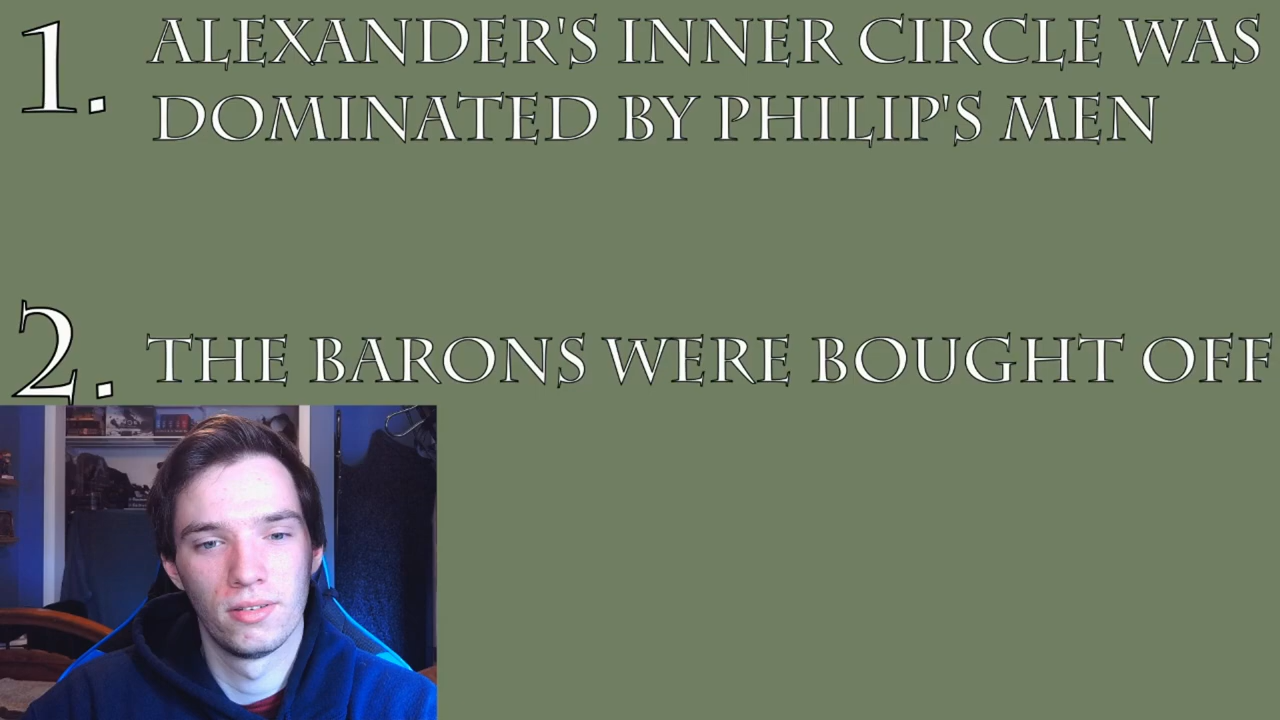 1. ALEXANDER'S INNER CIRCLE WAS
DOMINATED BY PHILIP'S MEN
2. THE BARONS WERE BOUGHT OFF